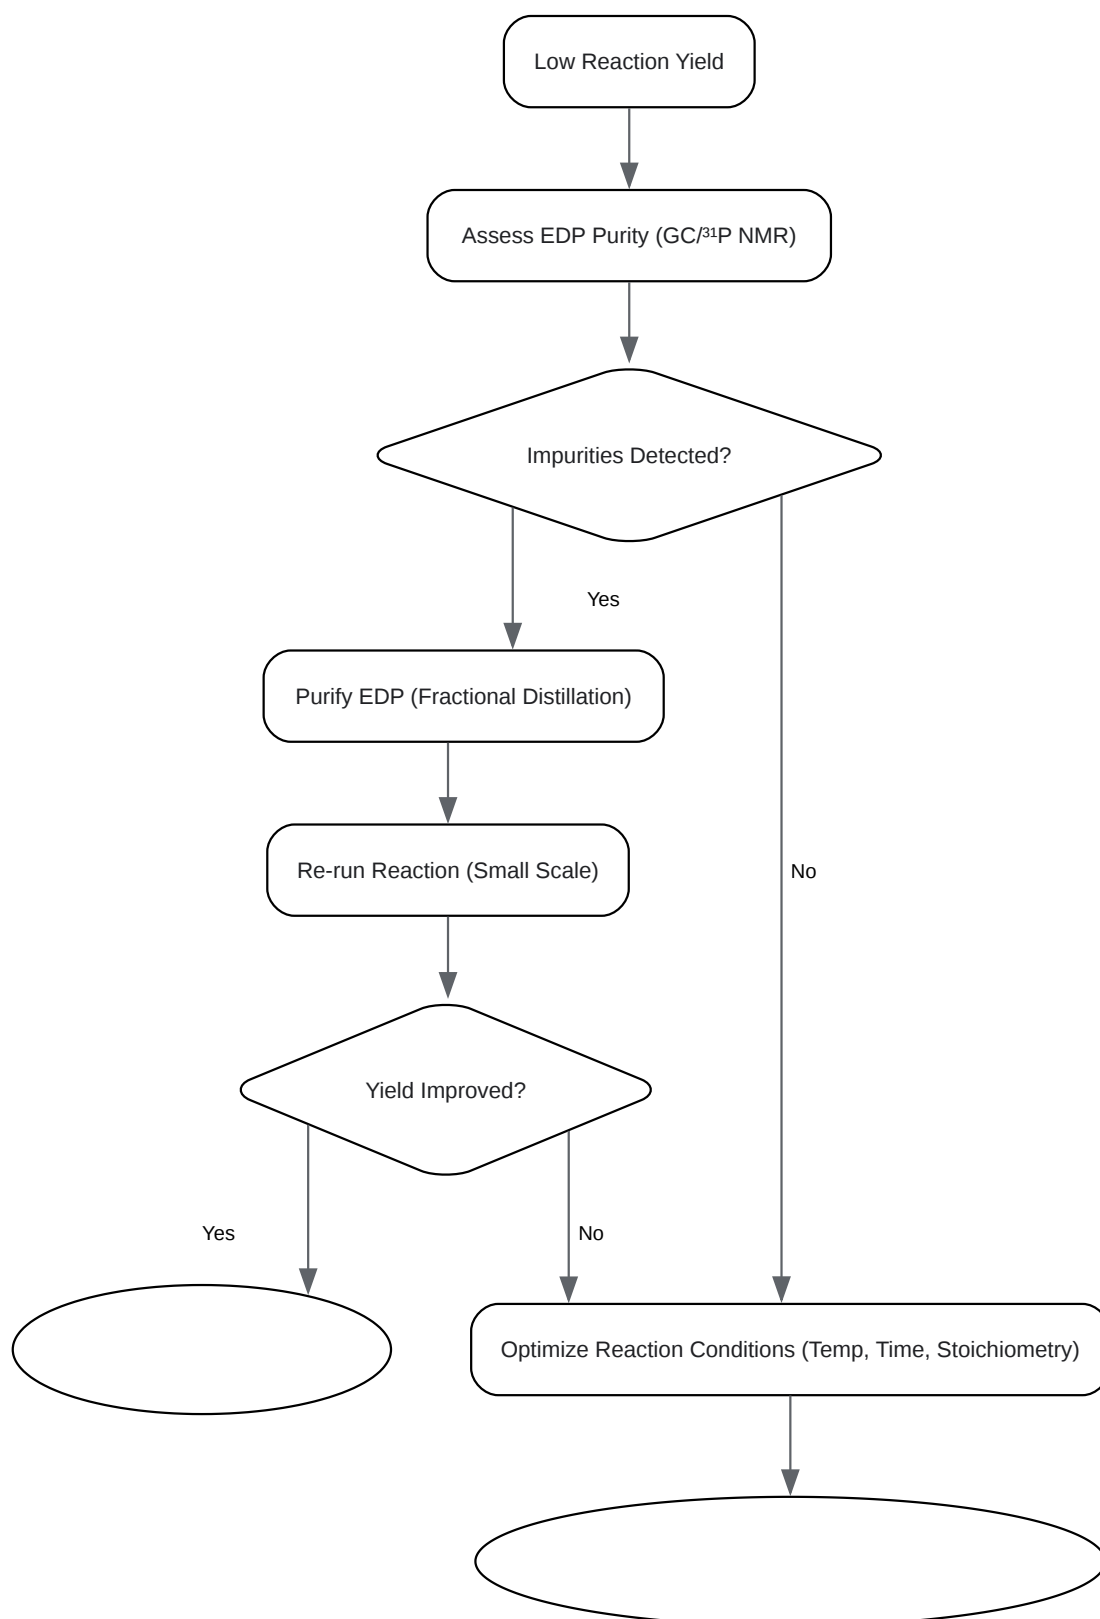 Low Reaction Yield
Assess EDP Purity (GC/³¹P NMR)
Impurities Detected?
Yes
Purify EDP (Fractional Distillation)
Re-run Reaction (Small Scale)
No
Yield Improved?
Yes
No
Optimize Reaction Conditions (Temp, Time, Stoichiometry)